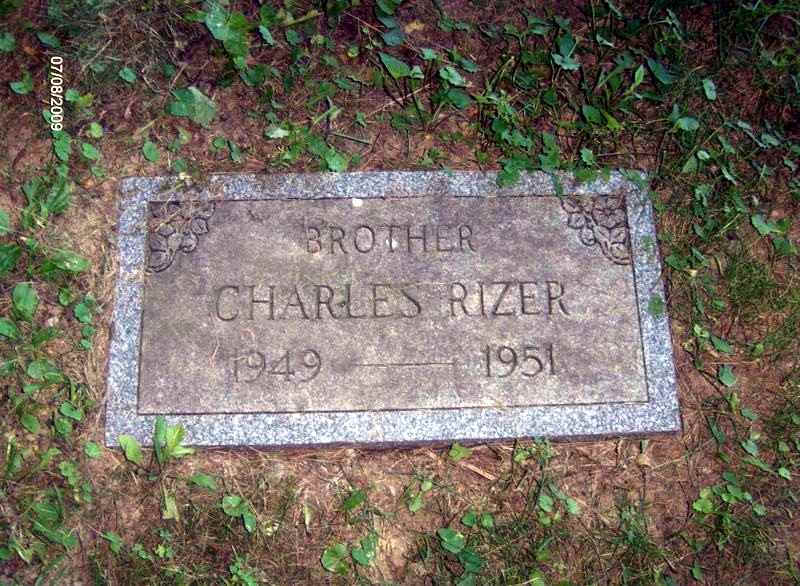 07/08/2009
BROTHER
CHARLES RIZER
1949 — 1951